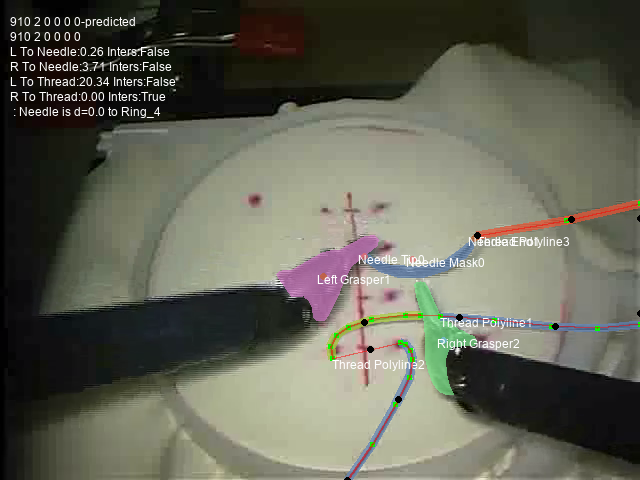 910 2 0 0 0 0-predicted
910 2 0 0 0 0
L To Needle:0.26 Inters:False
R To Needle:3.71 Inters:False
L To Thread:20.34 Inters:False
R To Thread:0.00 Inters:True
: Needle is d=0.0 to Ring_4
Polyline3
Needle Mask0
Left Grasper1
Thread Polyline1
Right Grasper2
Thread Polyline2